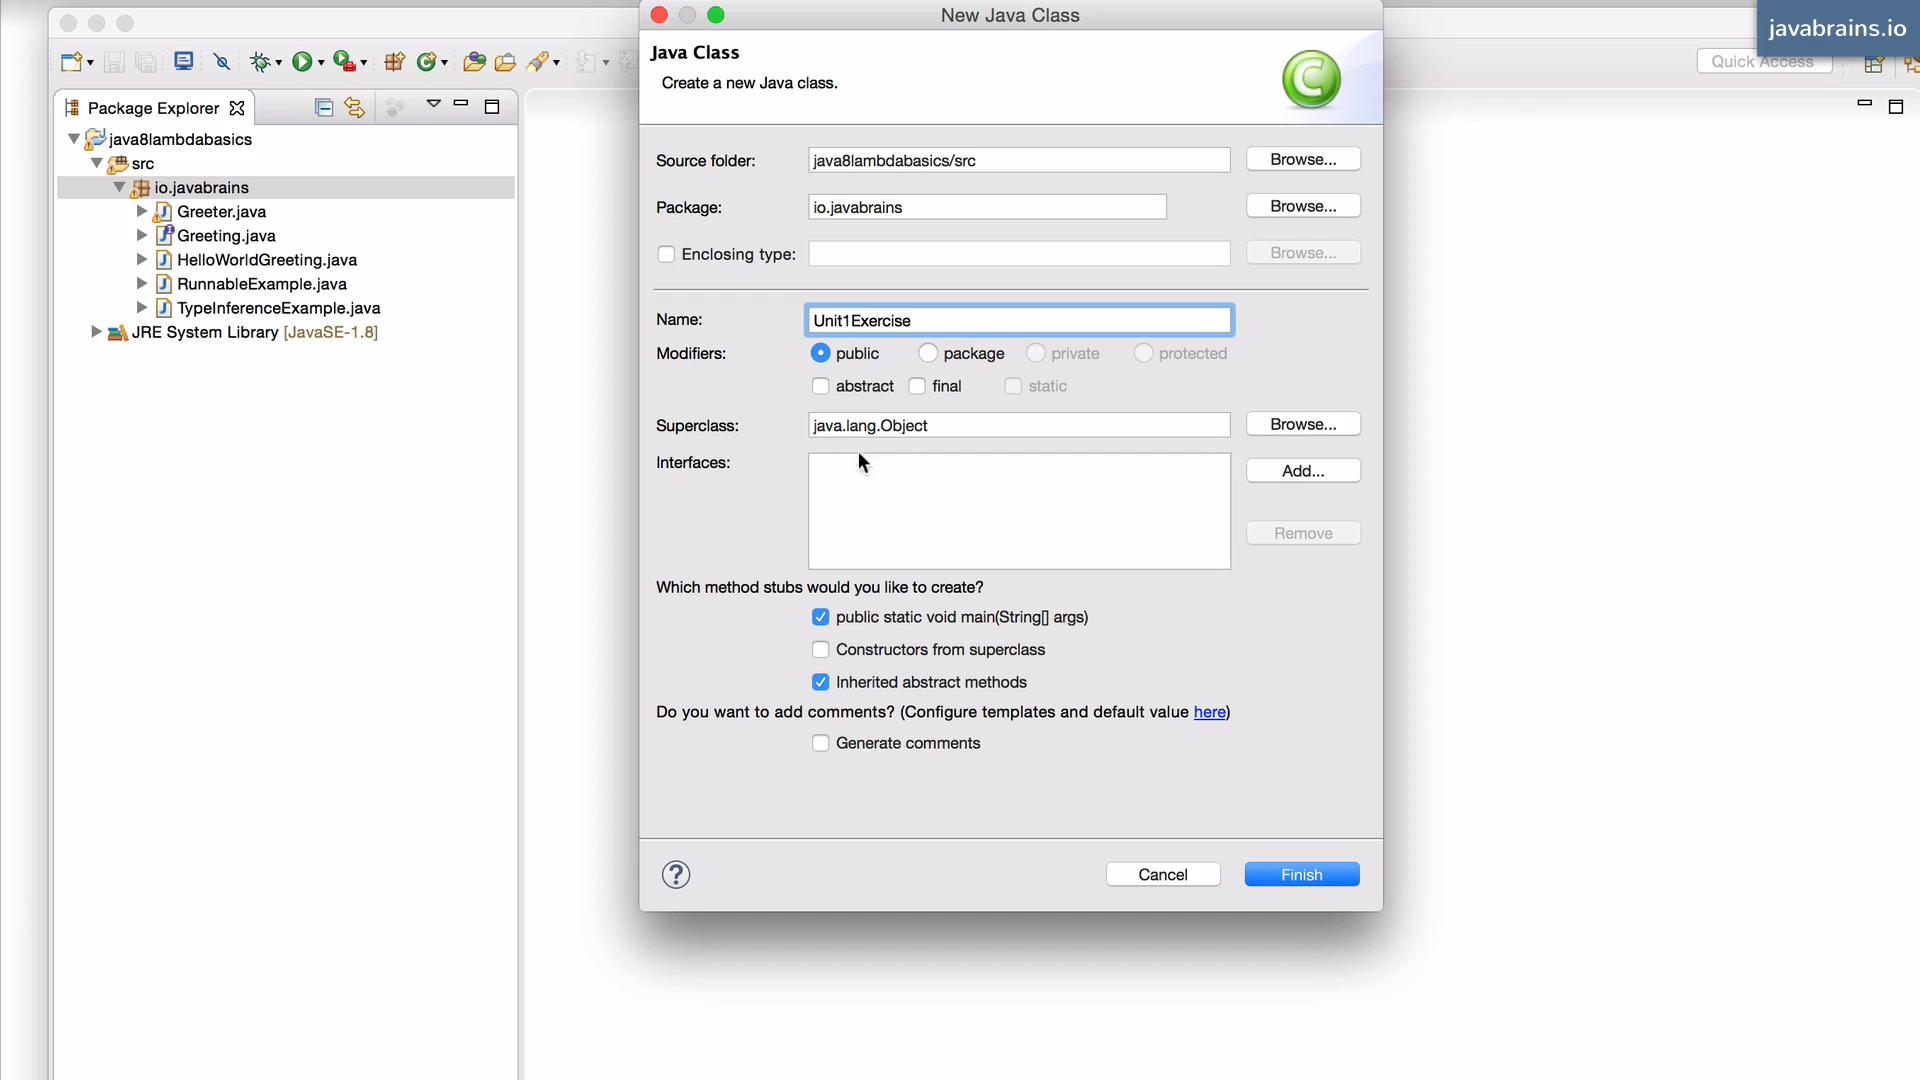 New Java Class
javabrains.io
Java Class
Create a new Java class.
Quick Access
Package Explorer
java8lambdabasics
src
io.javabrains
Greeter.java
Greeting.java
HelloWorldGreeting.java
RunnableExample.java
TypeInferenceExample.java
JRE System Library [JavaSE-1.8]
Source folder: java8lambdabasics/src Browse...
Package: io.javabrains Browse...
Enclosing type: Browse...
Name: Unit1Exercise
Modifiers: public package private protected
abstract final static
Superclass: java.lang.Object Browse...
Interfaces: Add...
Remove
Which method stubs would you like to create?
public static void main(String[] args)
Constructors from superclass
Inherited abstract methods
Do you want to add comments? (Configure templates and default value here)
Generate comments
? Cancel Finish